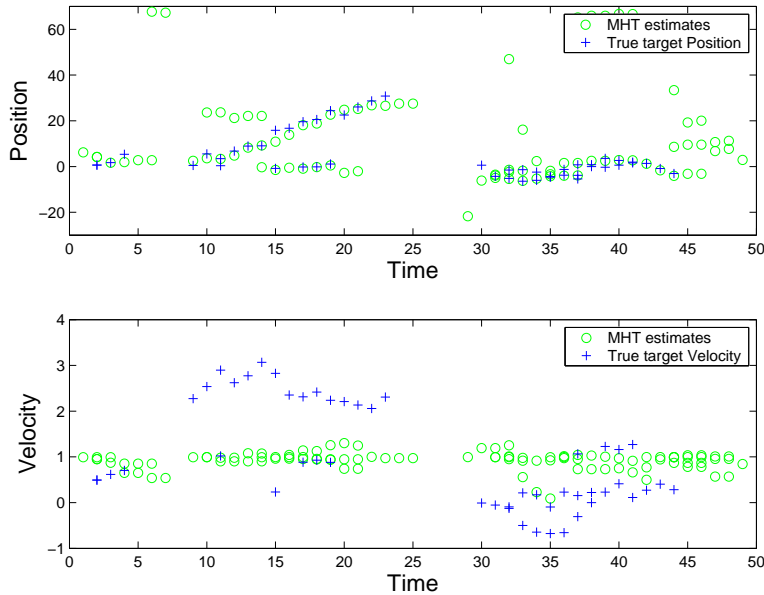 60
40
20
0
−20
Position
0 5 10 15 20 25 30 35 40 45 50
Time
MHT estimates
True target Position
4
3
2
1
0
−1
Velocity
0 5 10 15 20 25 30 35 40 45 50
Time
MHT estimates
True target Velocity